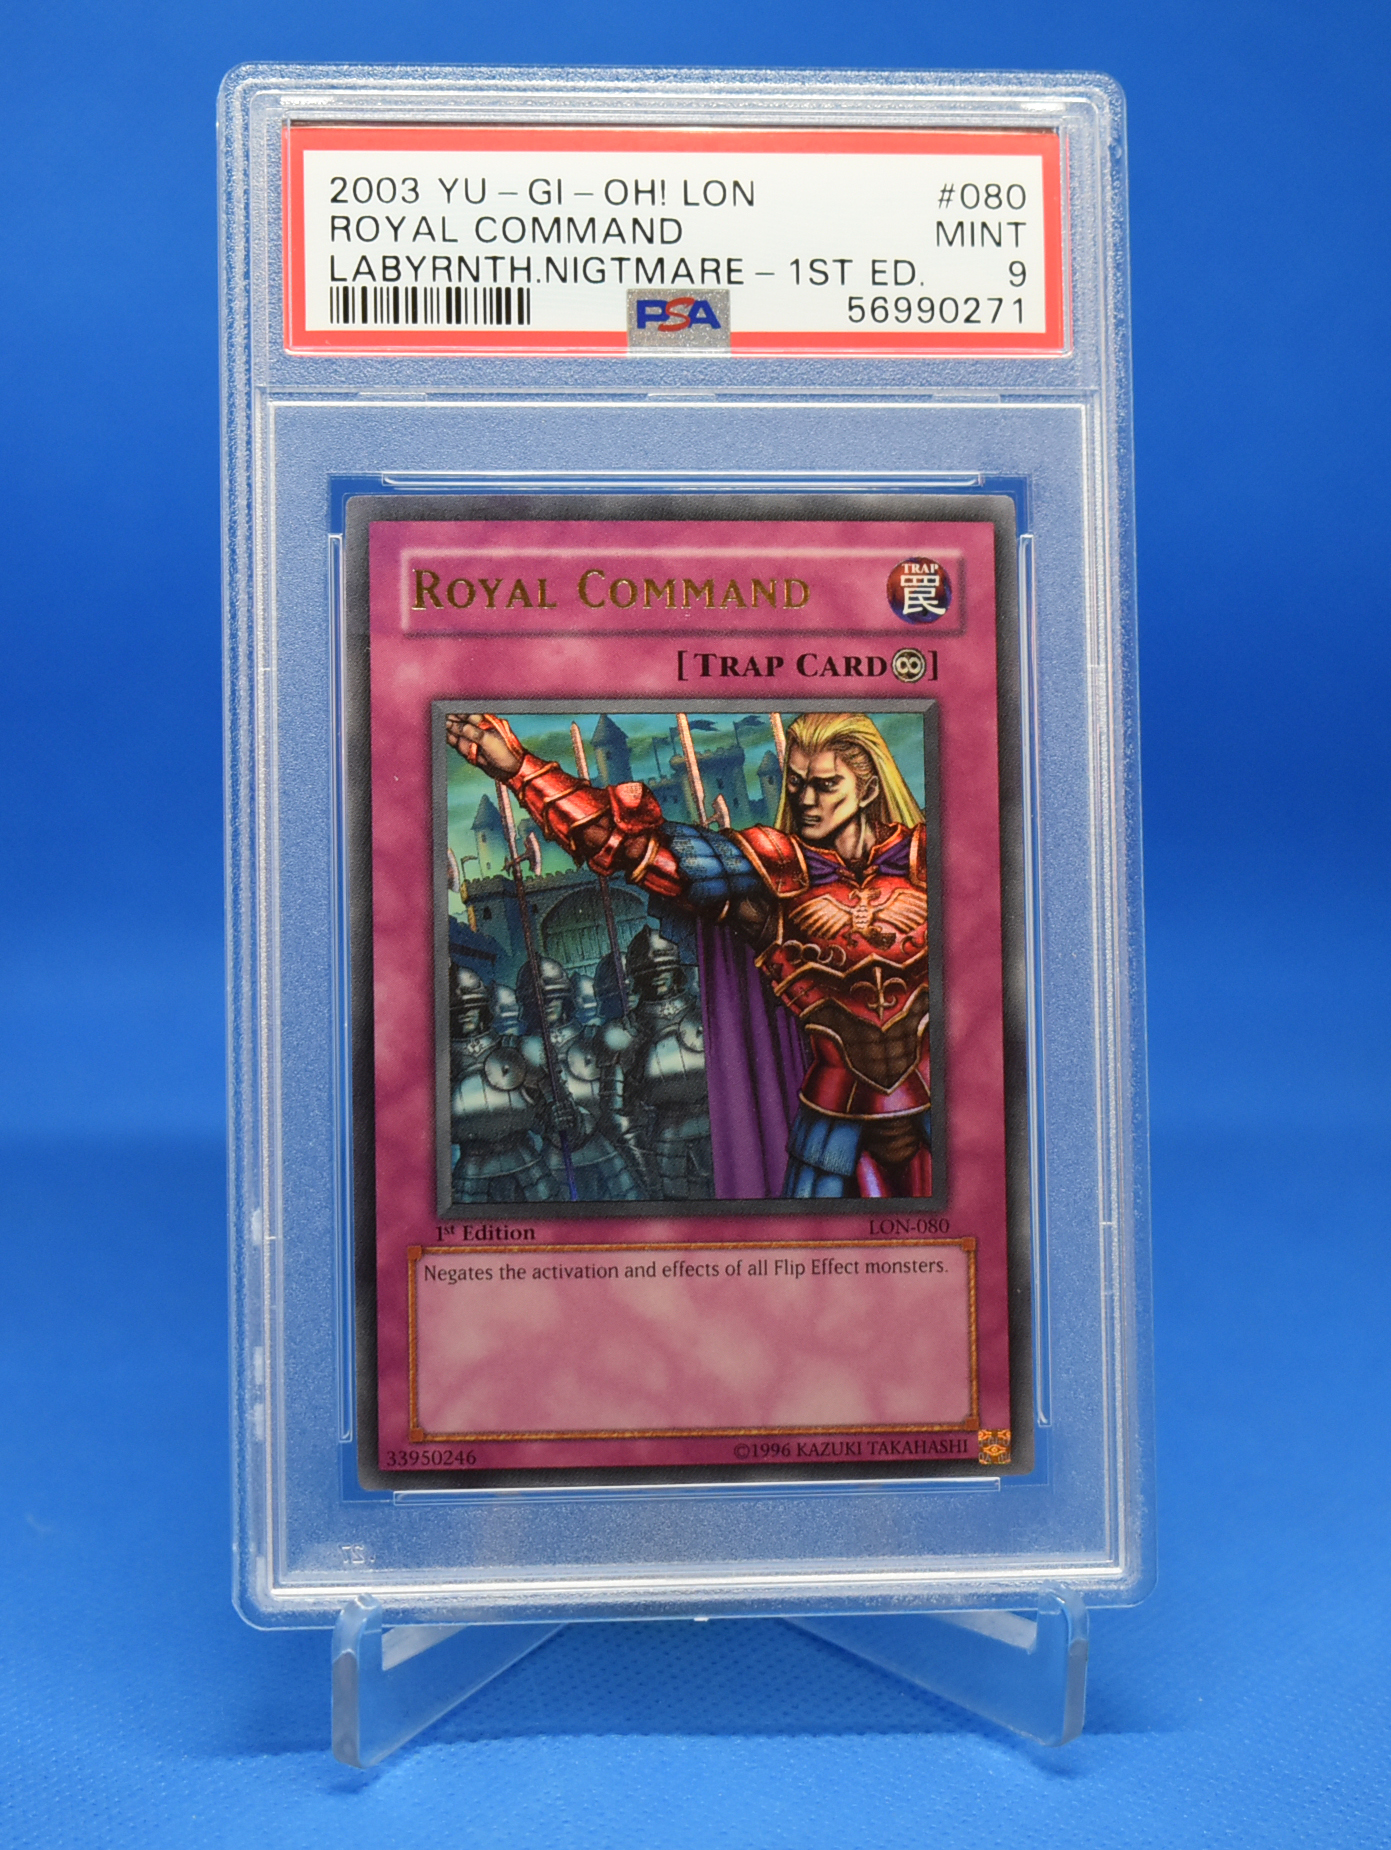 2003 YU-GI-OH! LON #080
ROYAL COMMAND MINT
LABYRNTH.NIGTMARE-1ST ED. 9
PSA 56990271
ROYAL COMMAND
TRAP
罠
[TRAP CARD∞]
1st Edition LON-080
Negates the activation and effects of all Flip Effect monsters.
33950246 ©1996 KAZUKI TAKAHASHI